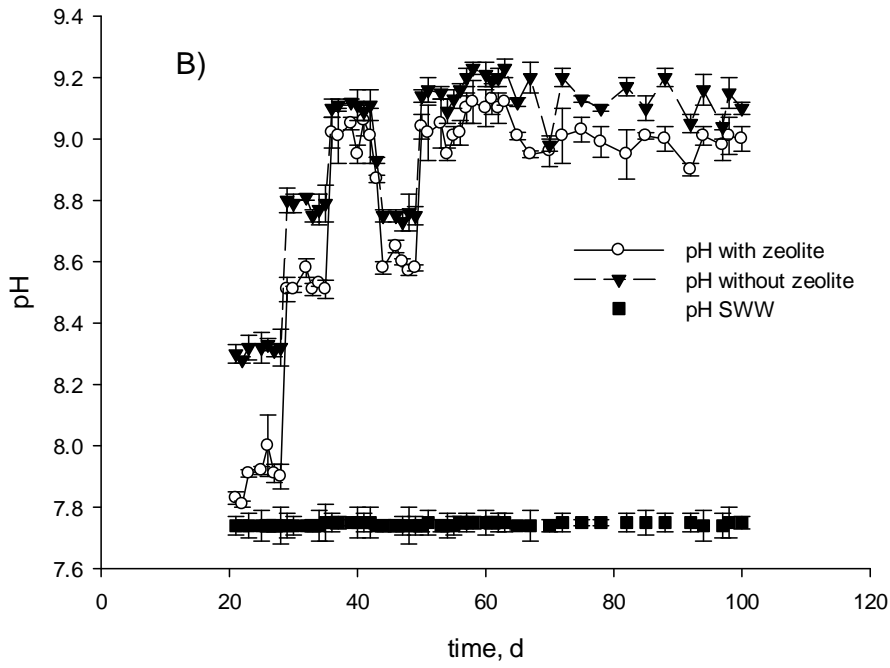 9.4
B)
9.2
9.0
8.8
8.6
8.4
8.2
8.0
7.8
7.6
pH
pH with zeolite
pH without zeolite
pH SWW
0 20 40 60 80 100 120
time, d